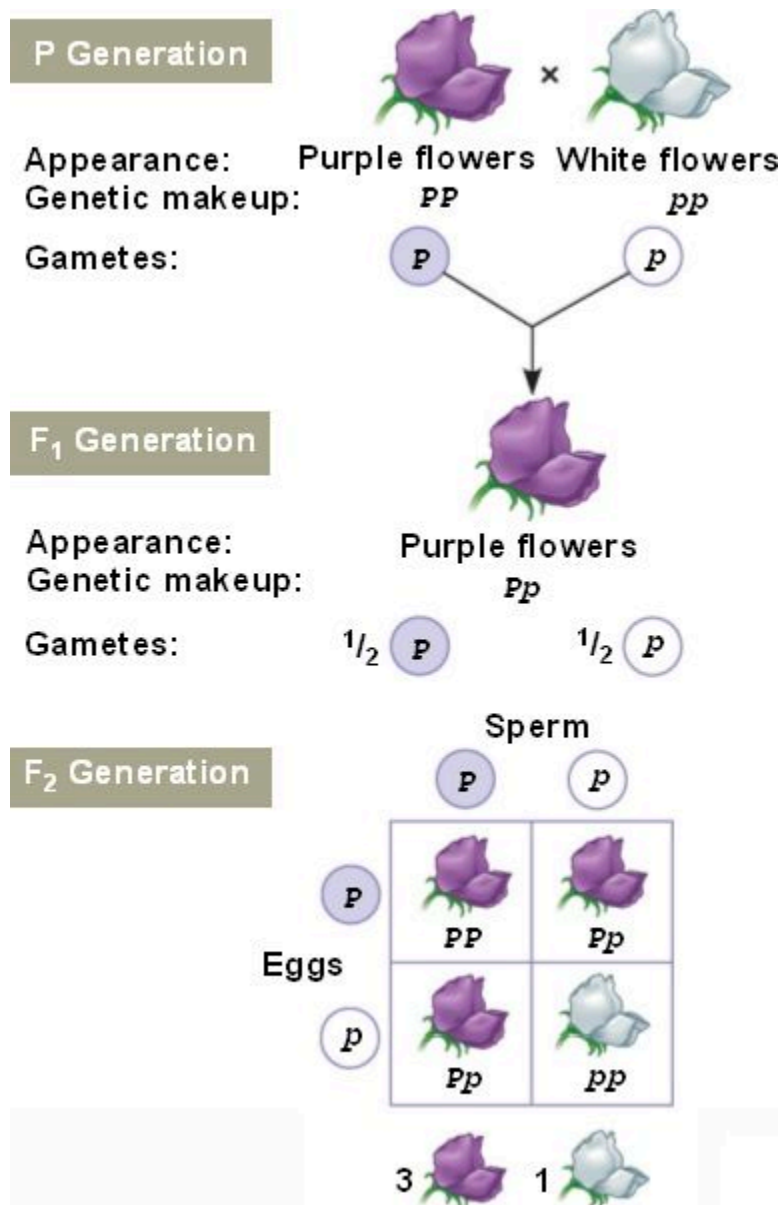 P Generation
×
Appearance: Purple flowers White flowers
Genetic makeup: PP pp
Gametes: P p
F₁ Generation
Appearance: Purple flowers
Genetic makeup: Pp
Gametes: 1/2 P 1/2 p
Sperm
F₂ Generation P p
P
PP Pp
Eggs
p
Pp pp
3 1